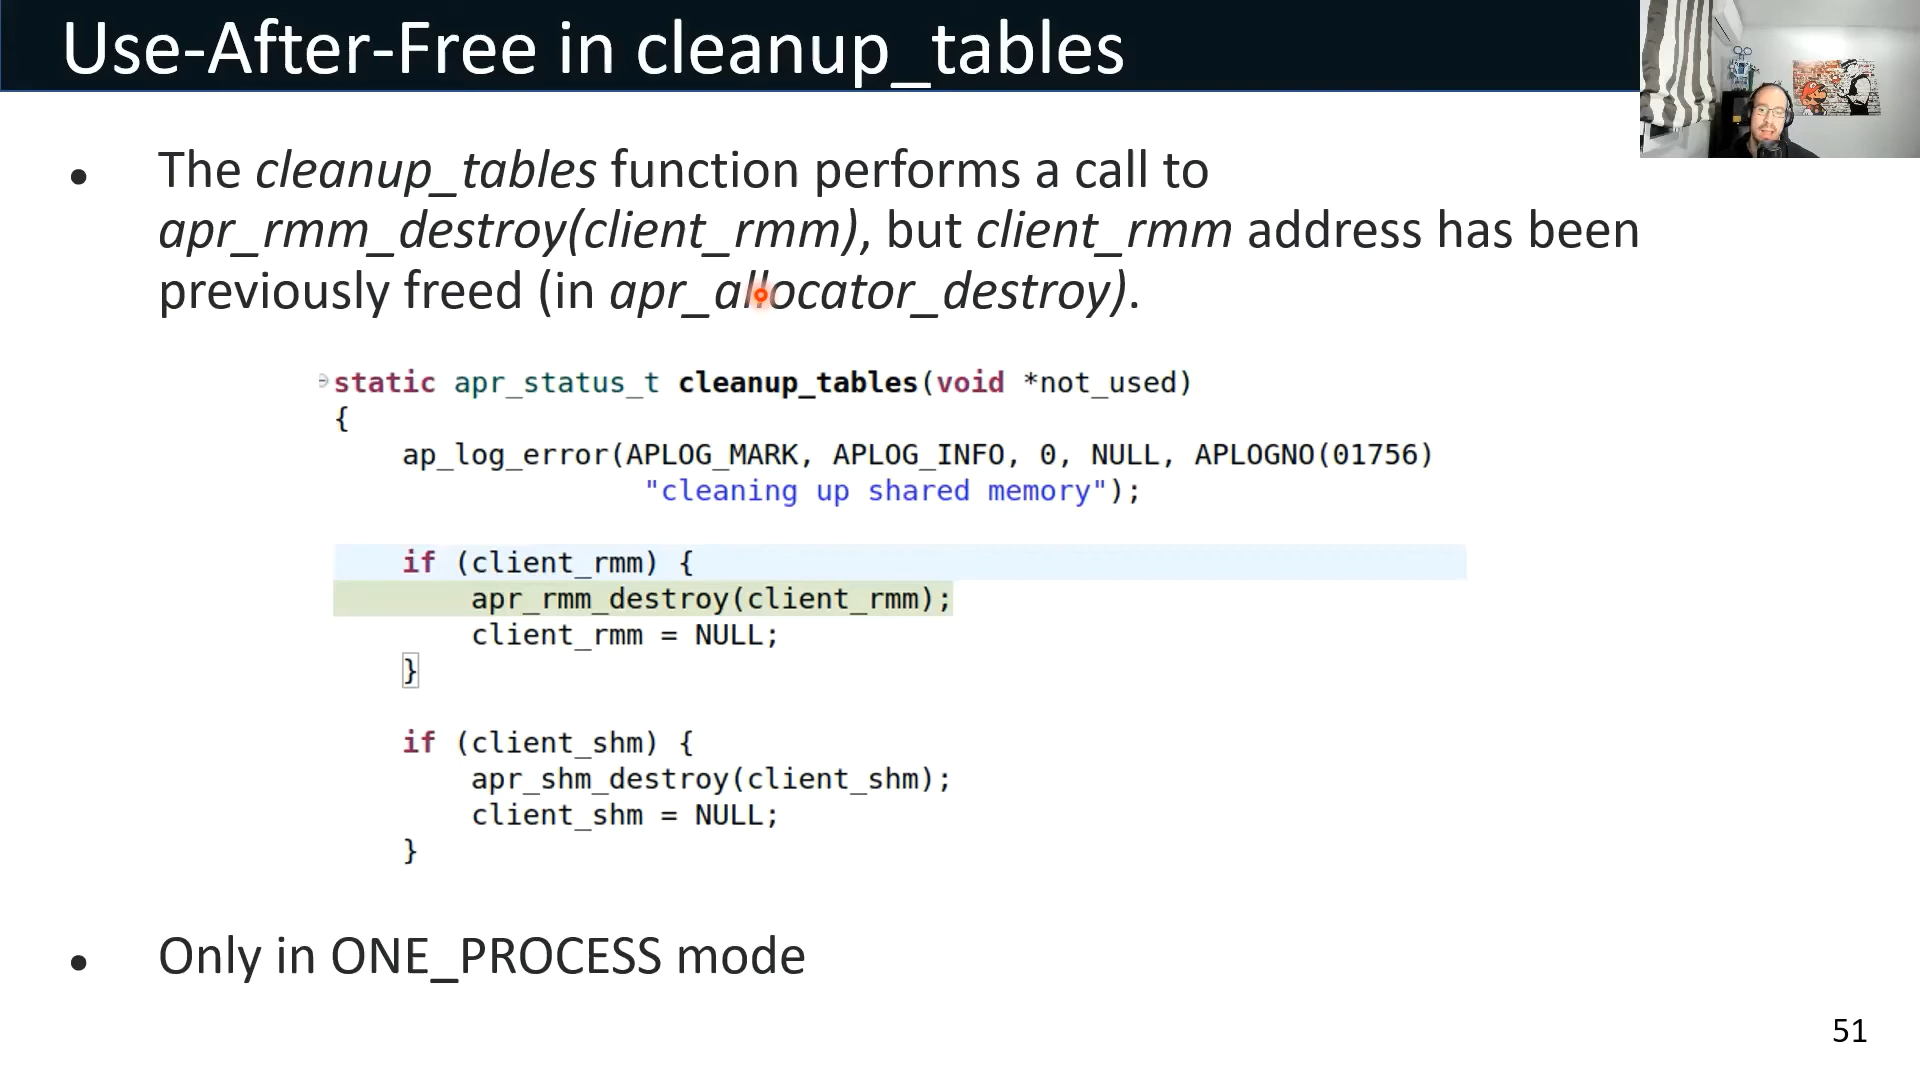 Use-After-Free in cleanup_tables
• The cleanup_tables function performs a call to
apr_rmm_destroy(client_rmm), but client_rmm address has been
previously freed (in apr_allocator_destroy).
static apr_status_t cleanup_tables(void *not_used)
{
    ap_log_error(APLOG_MARK, APLOG_INFO, 0, NULL, APLOGNO(01756)
                  "cleaning up shared memory");
    if (client_rmm) {
        apr_rmm_destroy(client_rmm);
        client_rmm = NULL;
    }
    if (client_shm) {
        apr_shm_destroy(client_shm);
        client_shm = NULL;
    }
• Only in ONE_PROCESS mode
51